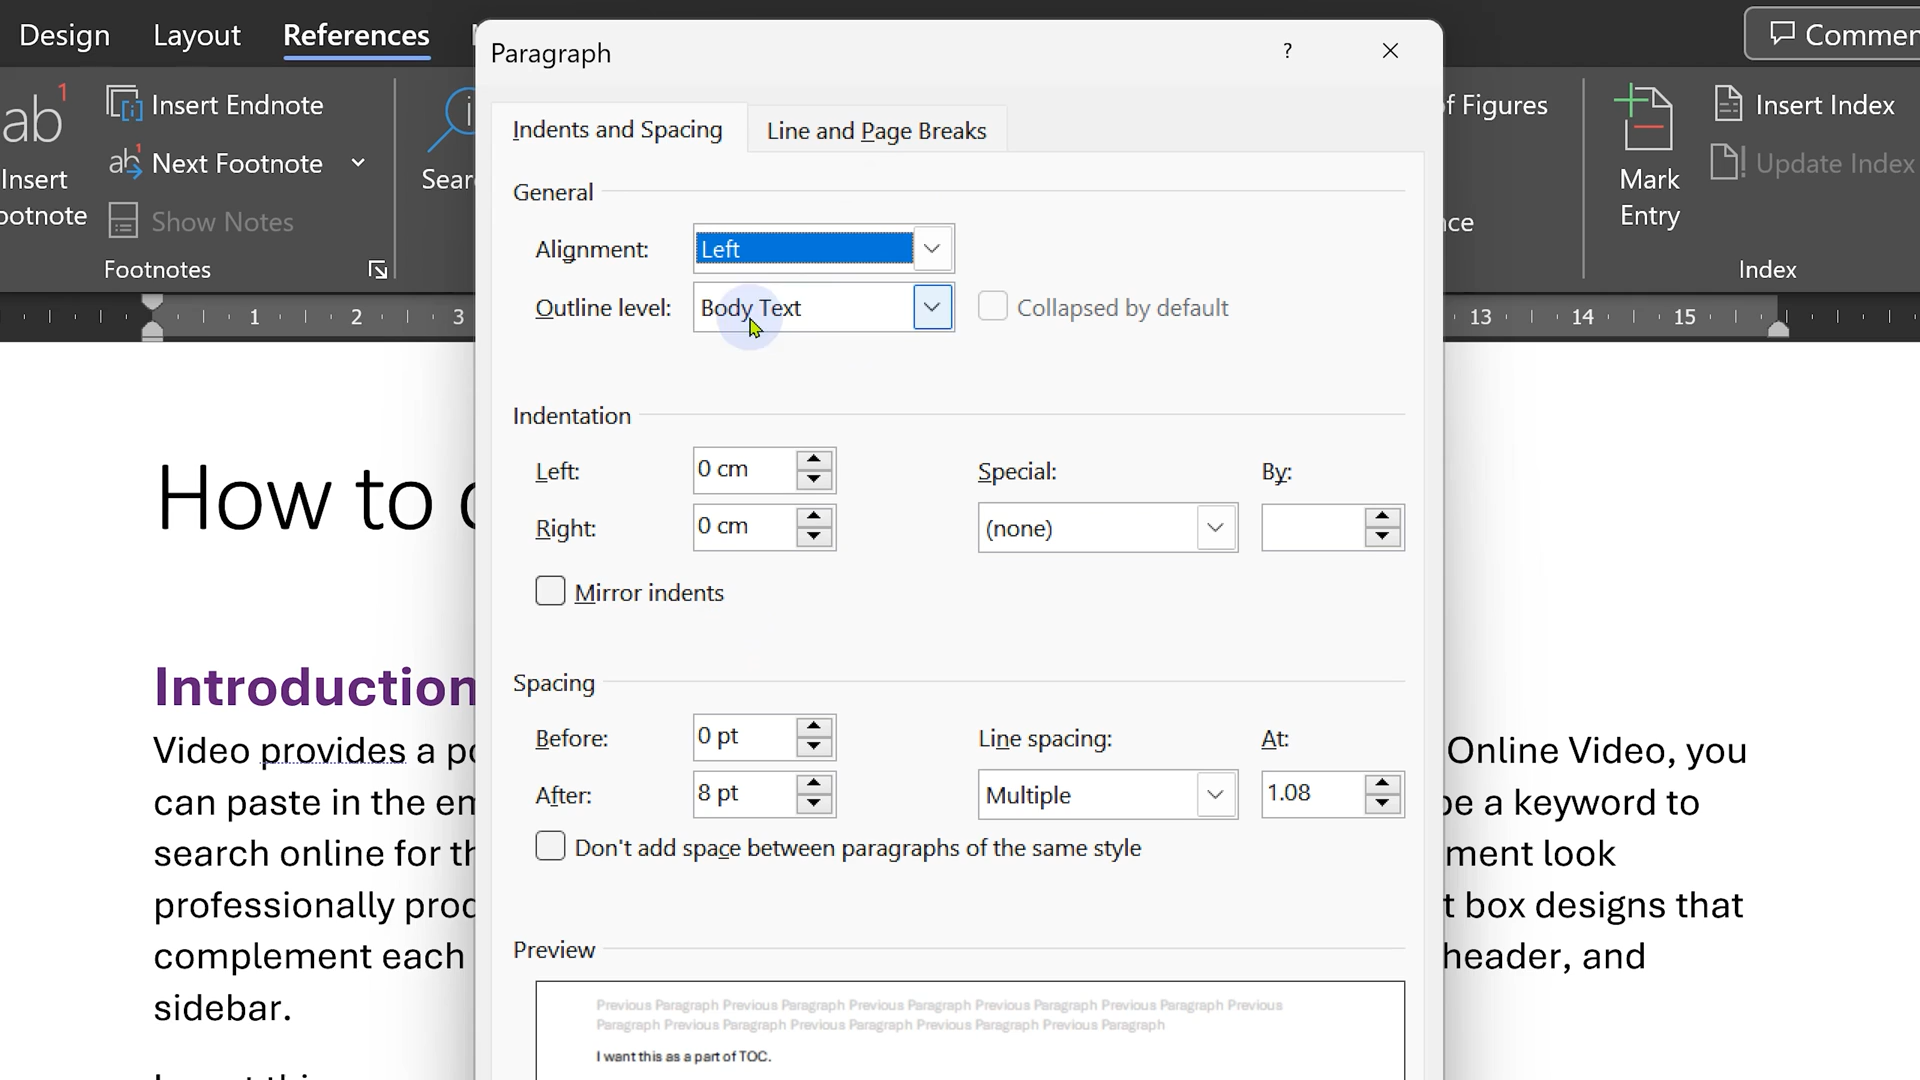 Design Layout References
Commen
ab 1
Insert
ootnote
Insert Endnote
Next Footnote
Show Notes
Footnotes
Sear
of Figures
ce
Mark
Entry
Insert Index
Update Index
Index
1 2 3 13 14 15
Paragraph ?
Indents and Spacing Line and Page Breaks
General
Alignment: Left
Outline level: Body Text Collapsed by default
Indentation
Left: 0 cm Special: By:
Right: 0 cm (none)
Mirror indents
Spacing
Before: 0 pt Line spacing: At:
After: 8 pt Multiple 1.08
Don't add space between paragraphs of the same style
Preview
Previous Paragraph Previous Paragraph Previous Paragraph Previous Paragraph Previous Paragraph Previous
Paragraph Previous Paragraph Previous Paragraph Previous Paragraph Previous Paragraph
I want this as a part of TOC.
How to
Introduction
Video provides a po Online Video, you
can paste in the em be a keyword to
search online for th ment look
professionally prod t box designs that
complement each header, and
sidebar.